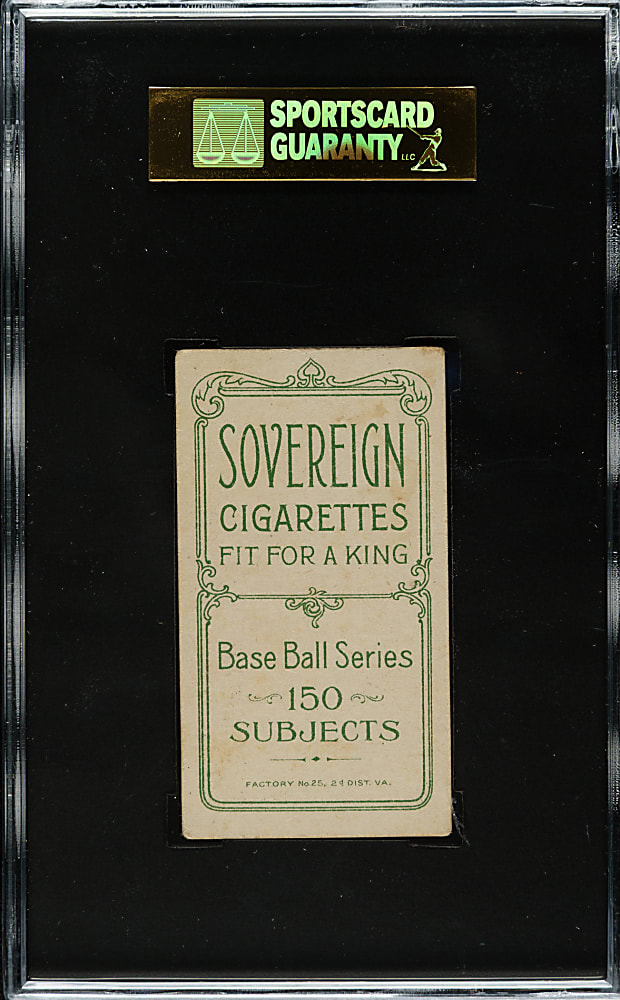 SPORTSCARD
GUARANTY LLC
SOVEREIGN
CIGARETTES
FIT FOR A KING
Base Ball Series
150
SUBJECTS
FACTORY No 25, 2d DIST. VA.